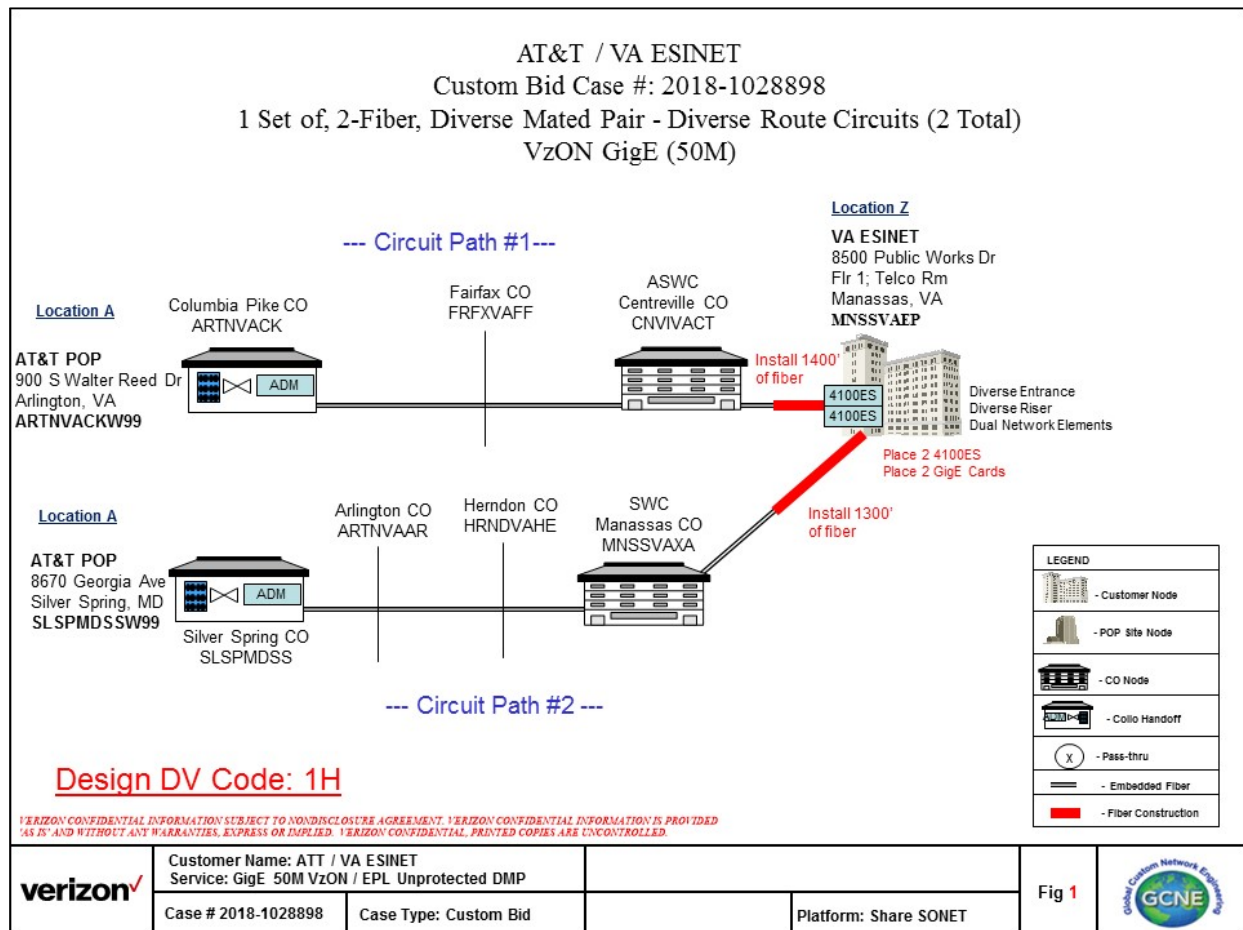 AT&T / VA ESINET
Custom Bid Case #: 2018-1028898
1 Set of, 2-Fiber, Diverse Mated Pair - Diverse Route Circuits (2 Total)
VzON GigE (50M)
Location Z
VA ESINET
8500 Public Works Dr
Flr 1; Telco Rm
Manassas, VA
MNSSVAEP
--- Circuit Path #1---
Location A
AT&T POP
900 S Walter Reed Dr
Arlington, VA
ARTNVACKW99
Columbia Pike CO
ARTNVACK
ADM
Fairfax CO
FRFXVAFF
ASWC
Centreville CO
CNVIVACT
Install 1400'
of fiber
4100ES
4100ES
Diverse Entrance
Diverse Riser
Dual Network Elements
Place 2 4100ES
Place 2 GigE Cards
Location A
AT&T POP
8670 Georgia Ave
Silver Spring, MD
SLSPMDSSW99
ADM
Silver Spring CO
SLSPMDSS
Arlington CO
ARTNVAAR
Herndon CO
HRNDVAHE
SWC
Manassas CO
MNSSVAXA
Install 1300'
of fiber
--- Circuit Path #2 ---
LEGEND
- Customer Node
- POP Site Node
- CO Node
ADM
- Collo Handoff
X
- Pass-thru
- Embedded Fiber
- Fiber Construction
Design DV Code: 1H
VERIZON CONFIDENTIAL INFORMATION SUBJECT TO NONDISCLOSURE AGREEMENT. VERIZON CONFIDENTIAL INFORMATION IS PROVIDED
'AS IS' AND WITHOUT ANY WARRANTIES, EXPRESS OR IMPLIED. VERIZON CONFIDENTIAL, PRINTED COPIES ARE UNCONTROLLED.
verizon
Customer Name: ATT / VA ESINET
Service: GigE 50M VzON / EPL Unprotected DMP
Case # 2018-1028898
Case Type: Custom Bid
Platform: Share SONET
Fig 1
Global Custom Network Engineering
GCNE